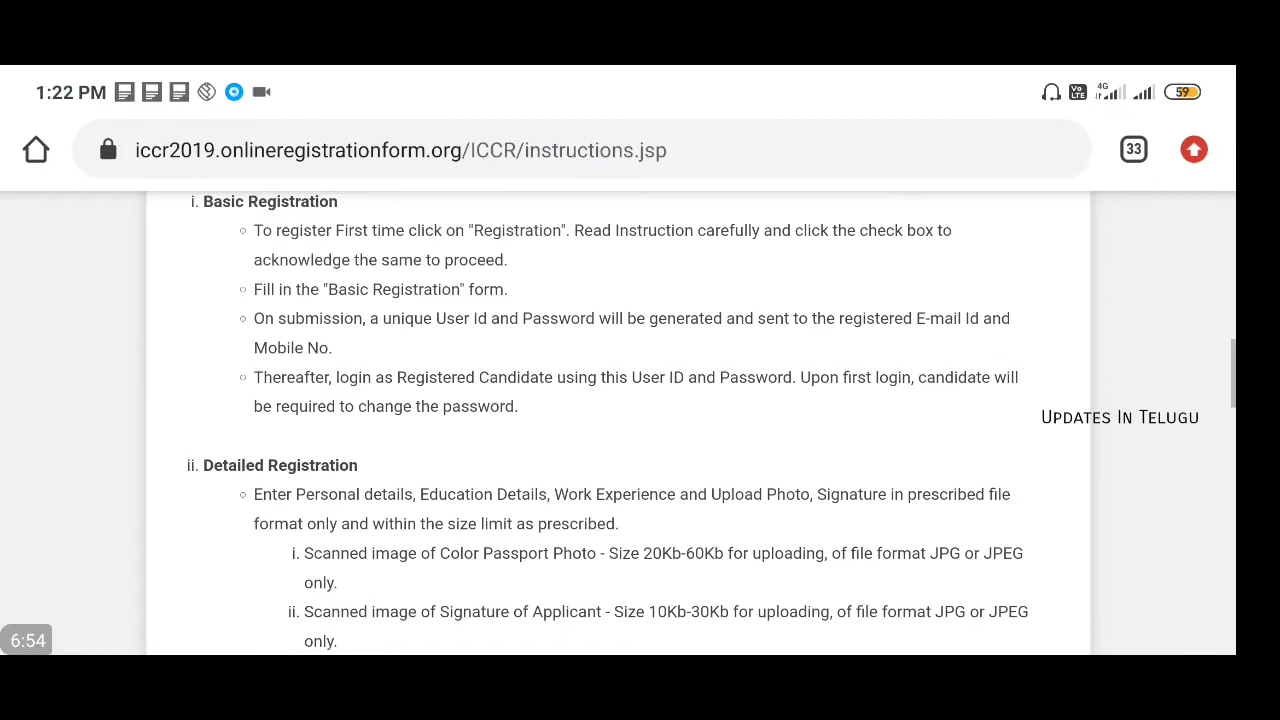 1:22 PM
Vo LTE 4G 59
iccr2019.onlineregistrationform.org/ICCR/instructions.jsp
33
i. Basic Registration
To register First time click on "Registration". Read Instruction carefully and click the check box to
acknowledge the same to proceed.
Fill in the "Basic Registration" form.
On submission, a unique User Id and Password will be generated and sent to the registered E-mail Id and
Mobile No.
Thereafter, login as Registered Candidate using this User ID and Password. Upon first login, candidate will
be required to change the password.
UPDATES IN TELUGU
ii. Detailed Registration
Enter Personal details, Education Details, Work Experience and Upload Photo, Signature in prescribed file
format only and within the size limit as prescribed.
i. Scanned image of Color Passport Photo - Size 20Kb-60Kb for uploading, of file format JPG or JPEG
only.
ii. Scanned image of Signature of Applicant - Size 10Kb-30Kb for uploading, of file format JPG or JPEG
only.
6:54